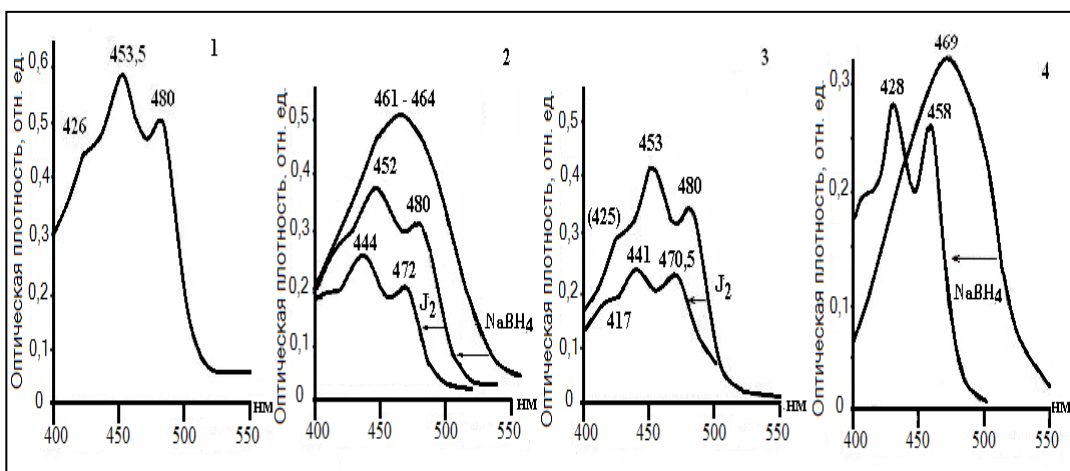 Оптическая плотность, отн. ед.
0,6
0,5
0,4
0,3
0,2
0,1
0
1
453,5
426
480
400 450 500 550
нм
Оптическая плотность, отн. ед.
0,5
0,4
0,3
0,2
0,1
0
2
461 - 464
452
480
444
472
J2
NaBH4
400 450 500 550
нм
Оптическая плотность, отн. ед.
0,5
0,4
0,3
0,2
0,1
0
3
453
480
(425)
441
470,5
J2
417
400 450 500 550
нм
Оптическая плотность, отн. ед.
0,3
0,2
0,1
0
4
469
428
458
NaBH4
400 450 500 550
нм